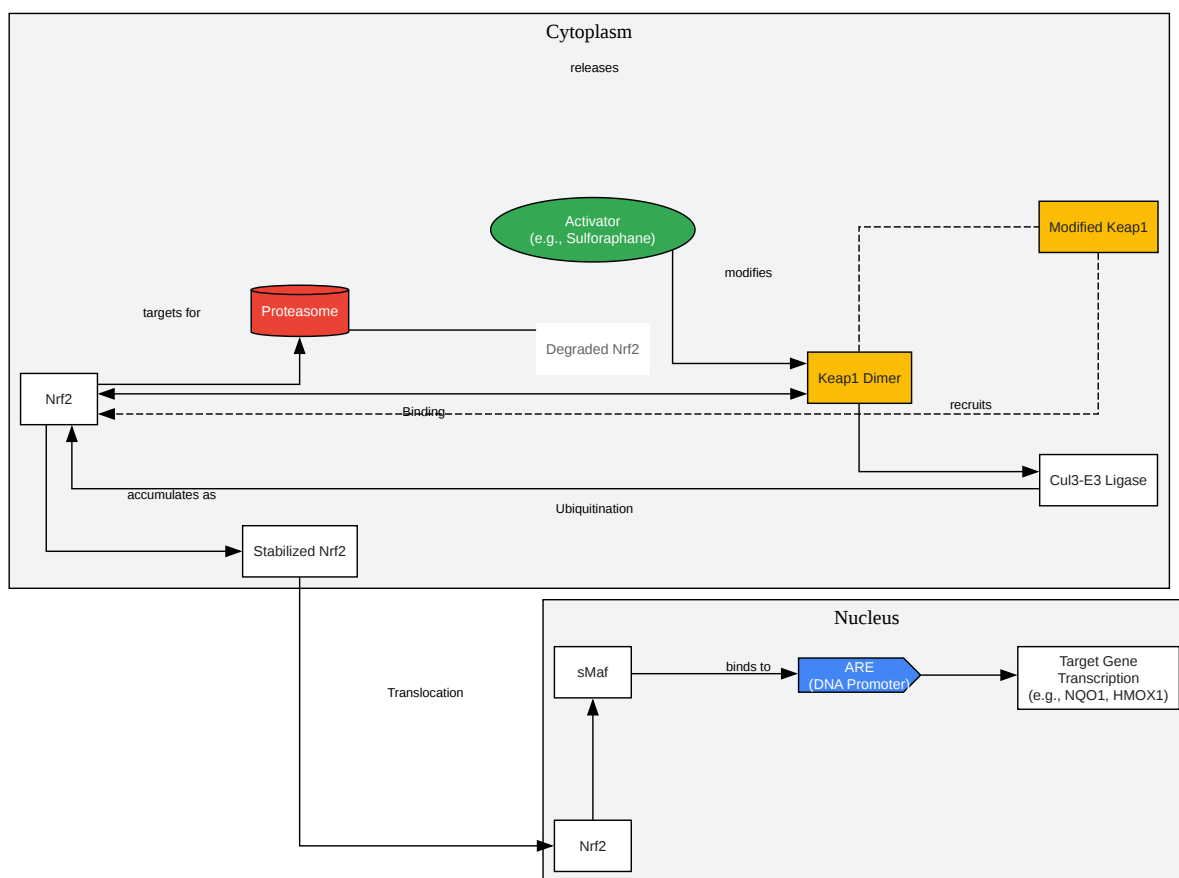 Cytoplasm
releases
Activator
(e.g., Sulforaphane)
Modified Keap1
modifies
targets for
Proteasome
Degraded Nrf2
Keap1 Dimer
Nrf2
Binding
recruits
Cul3-E3 Ligase
accumulates as
Ubiquitination
Stabilized Nrf2
Nucleus
sMaf
binds to
ARE
(DNA Promoter)
Target Gene
Transcription
(e.g., NQO1, HMOX1)
Translocation
Nrf2